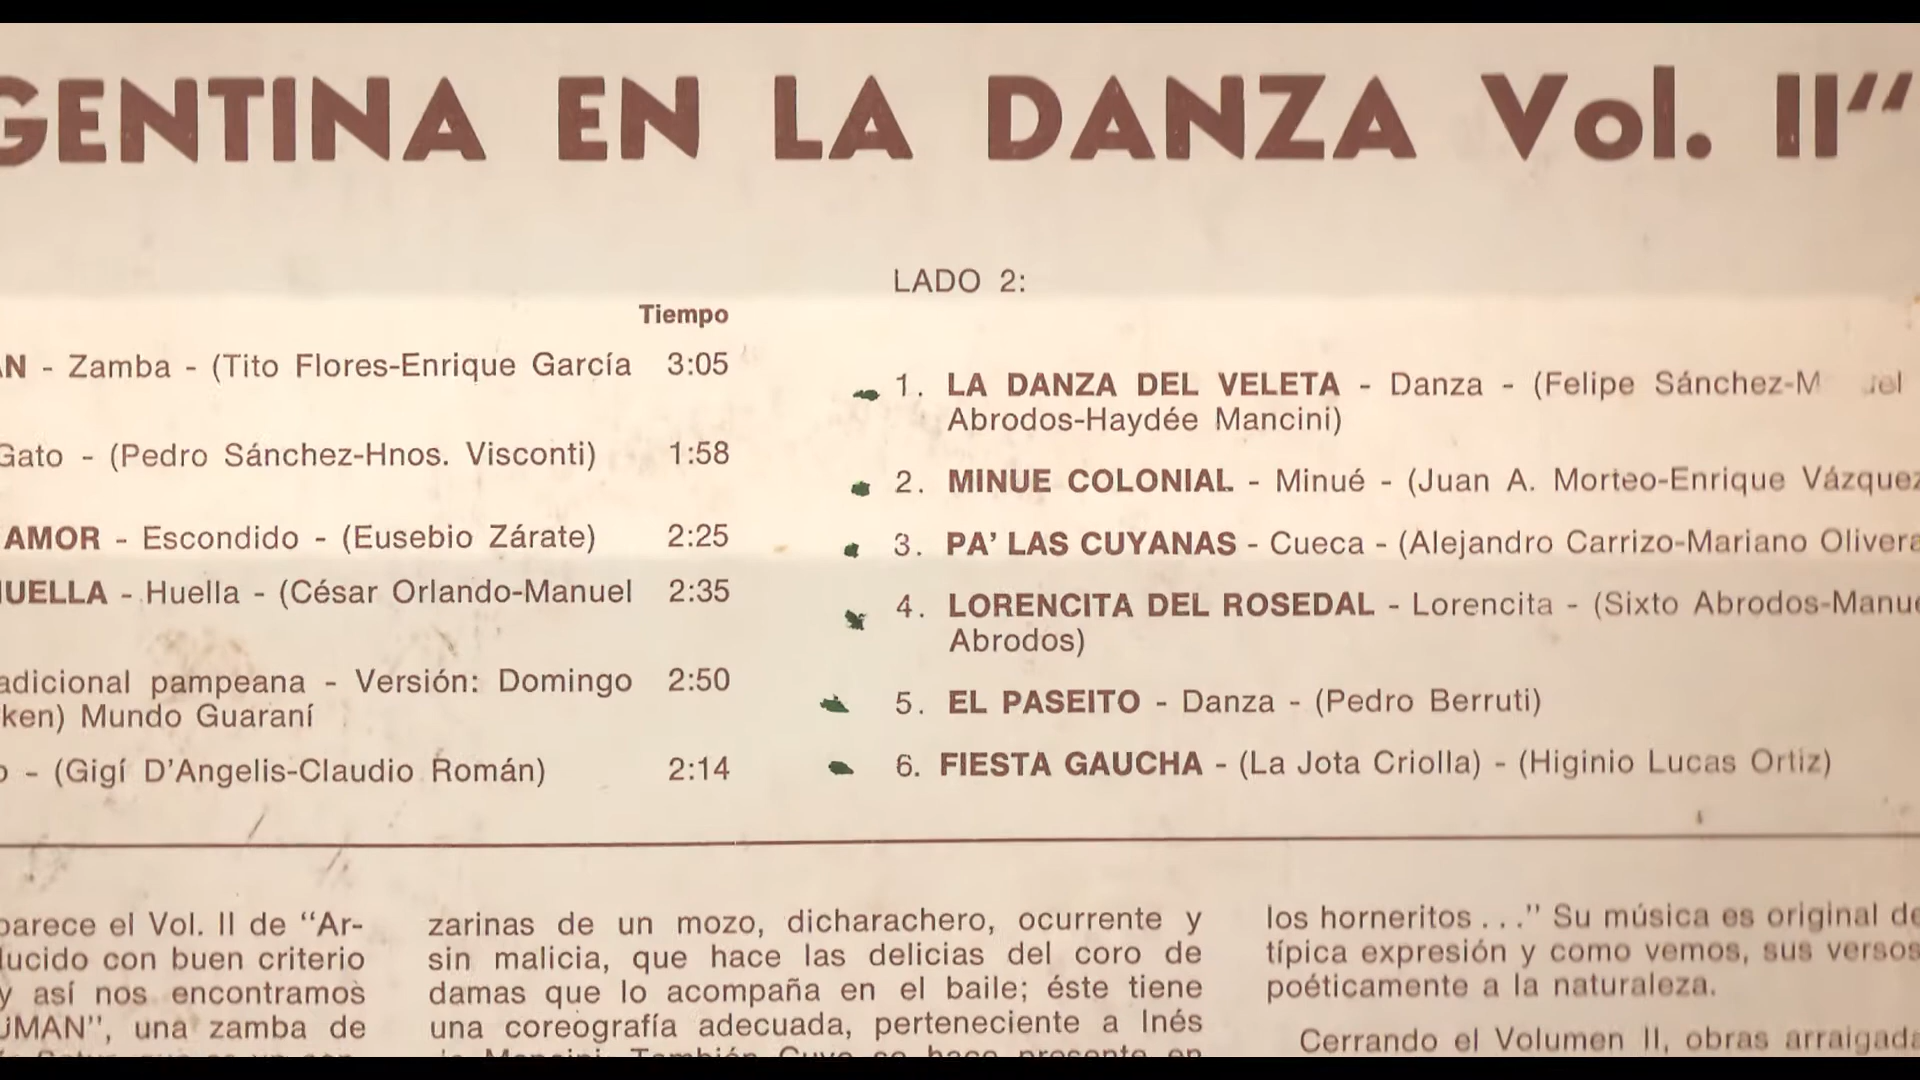 GENTINA EN LA DANZA Vol. II"
Tiempo
N - Zamba - (Tito Flores-Enrique García 3:05
Gato - (Pedro Sánchez-Hnos. Visconti) 1:58
AMOR - Escondido - (Eusebio Zárate) 2:25
UELLA - Huella - (César Orlando-Manuel 2:35
adicional pampeana - Versión: Domingo 2:50
ken) Mundo Guaraní
o - (Gigí D'Angelis-Claudio Román) 2:14
LADO 2:
1. LA DANZA DEL VELETA - Danza - (Felipe Sánchez-M
Abrodos-Haydée Mancini)
2. MINUE COLONIAL - Minué - (Juan A. Morteo-Enrique Vázquez
3. PA' LAS CUYANAS - Cueca - (Alejandro Carrizo-Mariano Olivera
4. LORENCITA DEL ROSEDAL - Lorencita - (Sixto Abrodos-Manue
Abrodos)
5. EL PASEITO - Danza - (Pedro Berruti)
6. FIESTA GAUCHA - (La Jota Criolla) - (Higinio Lucas Ortiz)
parece el Vol. II de "Ar-
lucido con buen criterio
y así nos encontramos
UMAN", una zamba de
zarinas de un mozo, dicharachero, ocurrente y
sin malicia, que hace las delicias del coro de
damas que lo acompaña en el baile; éste tiene
una coreografía adecuada, perteneciente a Inés
los horneritos . . ." Su música es original de
típica expresión y como vemos, sus versos
poéticamente a la naturaleza.
Cerrando el Volumen II, obras arraigada